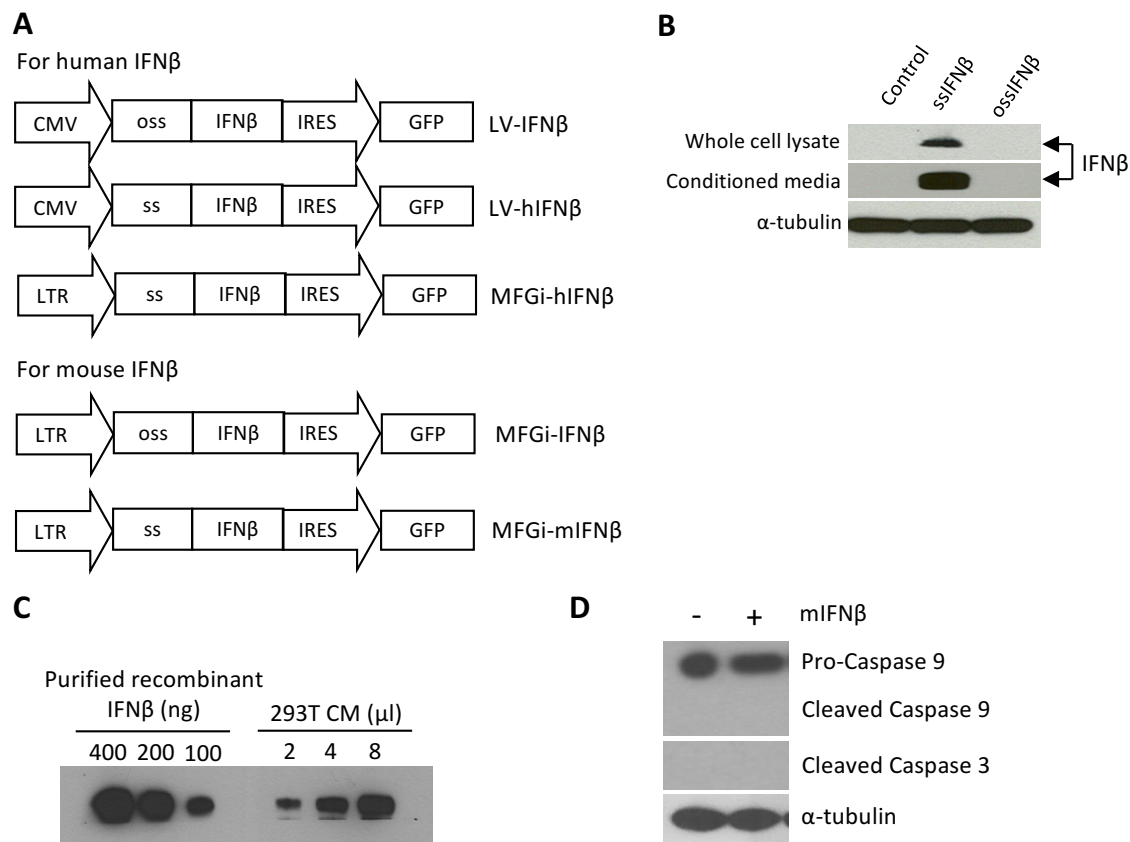 A
For human IFNβ
CMV oss IFNβ IRES GFP LV-IFNβ
CMV ss IFNβ IRES GFP LV-hIFNβ
LTR ss IFNβ IRES GFP MFGi-hIFNβ
For mouse IFNβ
LTR oss IFNβ IRES GFP MFGi-IFNβ
LTR ss IFNβ IRES GFP MFGi-mIFNβ
B
Control ssIFNβ ossIFNβ
Whole cell lysate
Conditioned media
IFNβ
α-tubulin
C
Purified recombinant
IFNβ (ng) 293T CM (μl)
400 200 100 2 4 8
D
- + mIFNβ
Pro-Caspase 9
Cleaved Caspase 9
Cleaved Caspase 3
α-tubulin